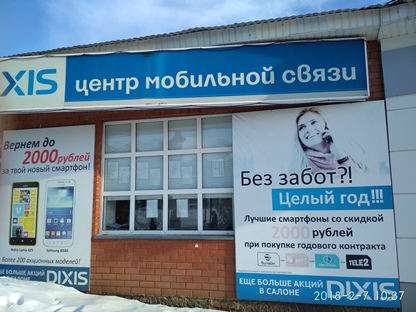 XIS центр мобильной связи
Вернем до
2000рублей
за твой новый смартфон!
Более 200 акционных моделей!
ЕЩЕ БОЛЬШЕ АКЦИЙ
В САЛОНЕ
DIXIS
Без забот?!
Целый год!!!
Лучшие смартфоны со скидкой
2000 рублей
при покупке годового контракта
TELE2
ЕЩЕ БОЛЬШЕ АКЦИЙ
В САЛОНЕ
DIXIS
2018-2-7 10:37